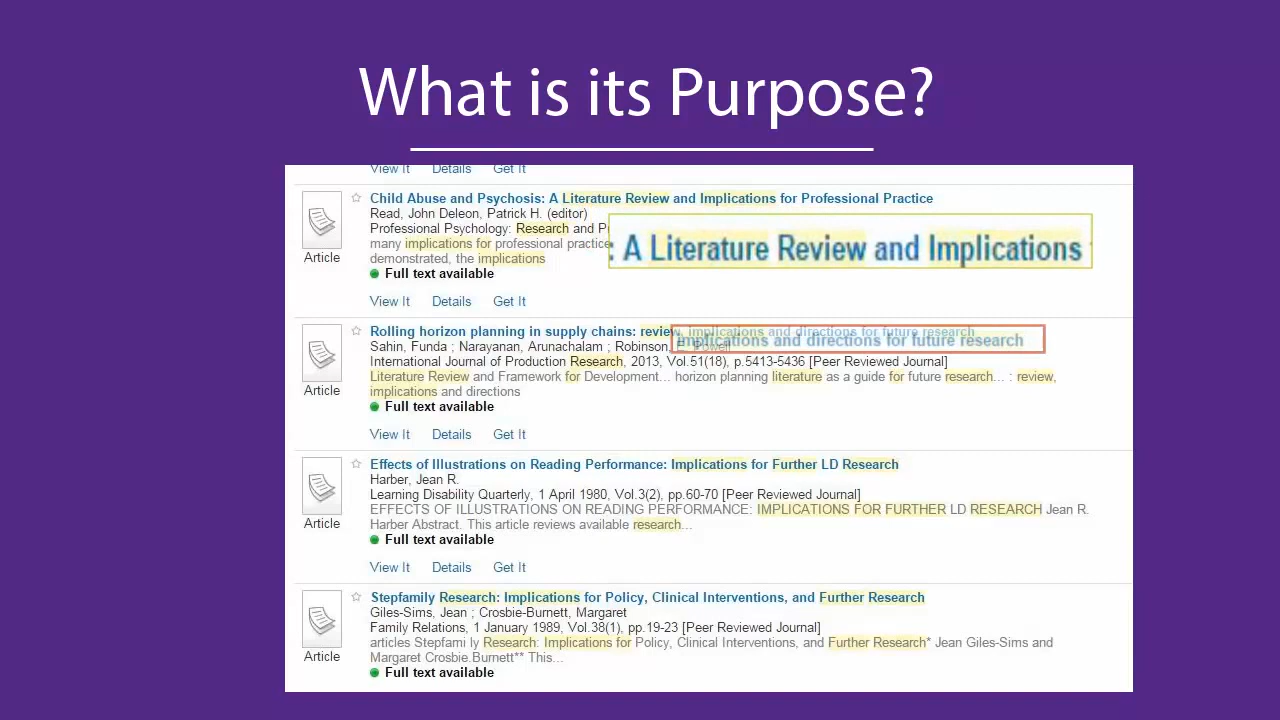 What is its Purpose?
View It Details Get It
Child Abuse and Psychosis: A Literature Review and Implications for Professional Practice
Read, John Deleon, Patrick H. (editor)
Professional Psychology: Research and P
: A Literature Review and Implications
many implications for professional practice
demonstrated, the implications
Article
Full text available
View It Details Get It
Rolling horizon planning in supply chains: review, implications and directions for future research
implications and directions for future research
Sahin, Funda ; Narayanan, Arunachalam ; Robinson, E. Powell
International Journal of Production Research, 2013, Vol.51(18), p.5413-5436 [Peer Reviewed Journal]
Literature Review and Framework for Development... horizon planning literature as a guide for future research... : review,
implications and directions
Article
Full text available
View It Details Get It
Effects of Illustrations on Reading Performance: Implications for Further LD Research
Harber, Jean R.
Learning Disability Quarterly, 1 April 1980, Vol.3(2), pp.60-70 [Peer Reviewed Journal]
EFFECTS OF ILLUSTRATIONS ON READING PERFORMANCE: IMPLICATIONS FOR FURTHER LD RESEARCH Jean R.
Harber Abstract. This article reviews available research...
Article
Full text available
View It Details Get It
Stepfamily Research: Implications for Policy, Clinical Interventions, and Further Research
Giles-Sims, Jean ; Crosbie-Burnett, Margaret
Family Relations, 1 January 1989, Vol.38(1), pp.19-23 [Peer Reviewed Journal]
articles Stepfami ly Research: Implications for Policy, Clinical Interventions, and Further Research* Jean Giles-Sims and
Margaret Crosbie.Burnett** This...
Article
Full text available